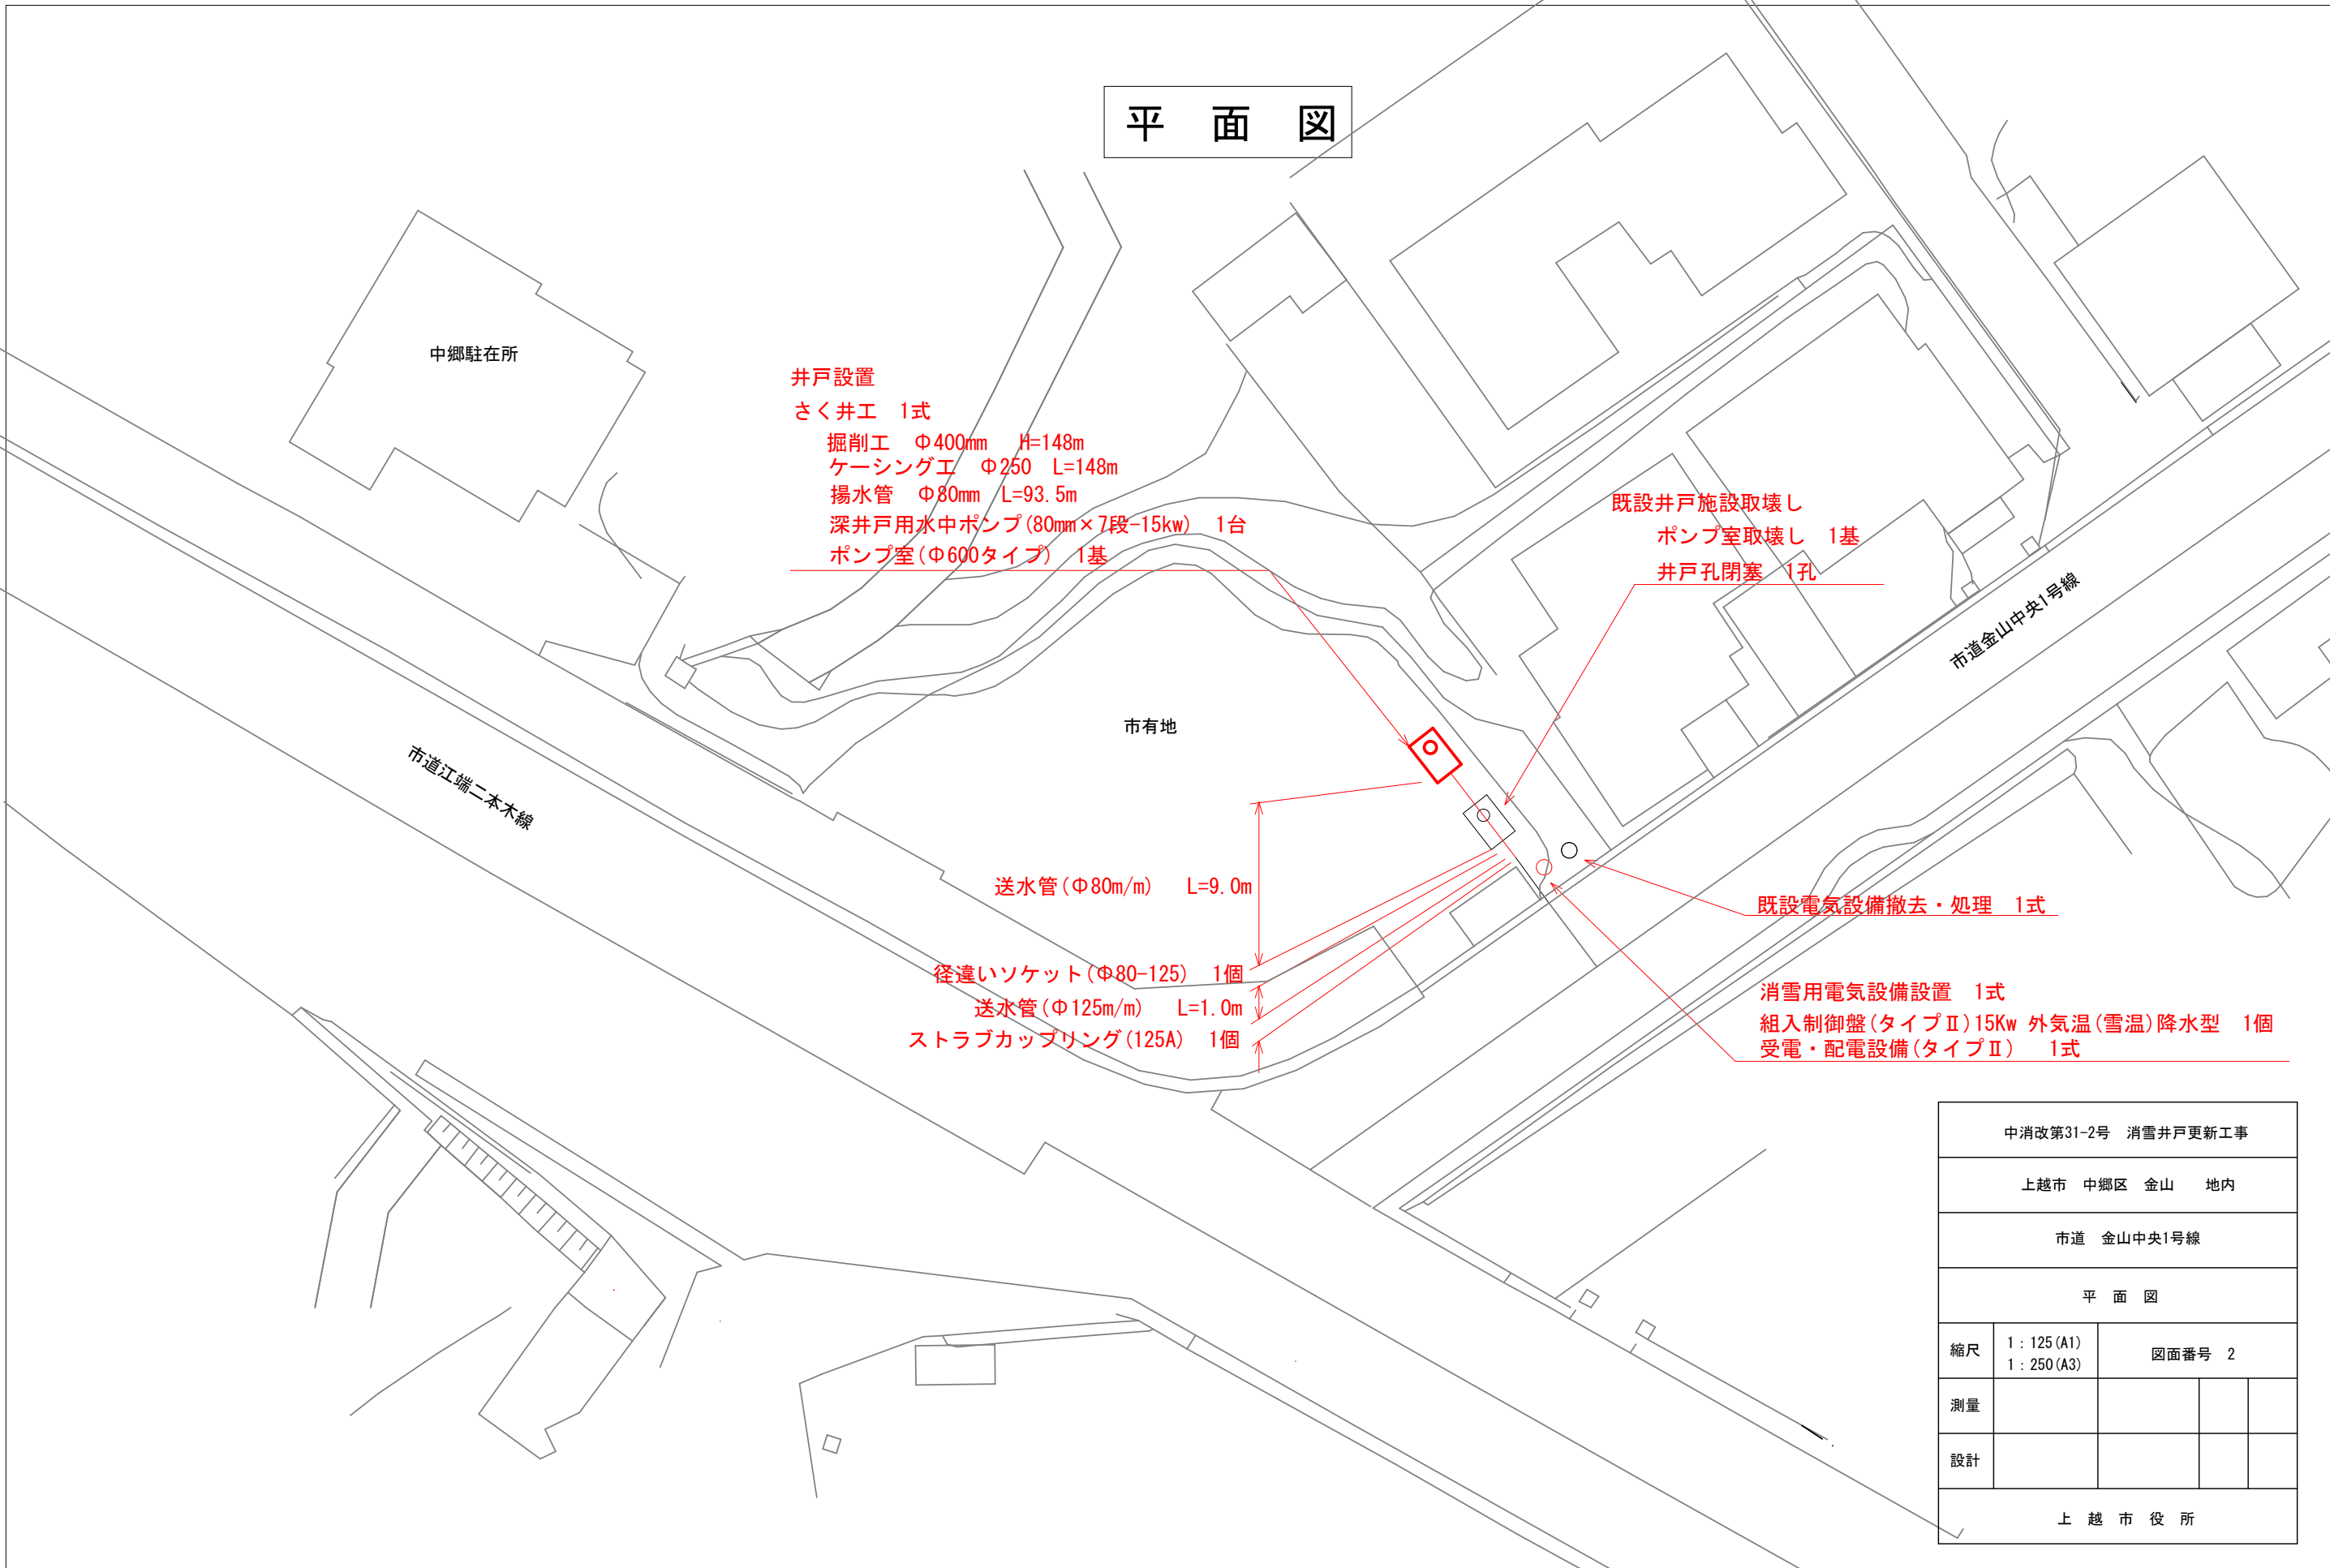 平　面　図
中郷駐在所
井戸設置
さく井工　1式
掘削工　Φ400mm　H=148m
ケーシング工　Φ250　L=148m
揚水管　Φ80mm　L=93.5m
深井戸用水中ポンプ(80mm×7段-15kw)　1台
ポンプ室(Φ600タイプ)　1基
既設井戸施設取壊し
ポンプ室取壊し　1基
井戸孔閉塞　1孔
市道金山中央1号線
市有地
市道江端二本木線
送水管(Φ80m/m)　L=9.0m
既設電気設備撤去・処理　1式
径違いソケット(Φ80-125)　1個
送水管(Φ125m/m)　L=1.0m
ストラブカップリング(125A)　1個
消雪用電気設備設置　1式
組入制御盤(タイプⅡ)15Kw 外気温(雪温)降水型　1個
受電・配電設備(タイプⅡ)　1式
中消改第31-2号　消雪井戸更新工事
上越市　中郷区　金山　　地内
市道　金山中央1号線
平　面　図
縮尺　1：125(A1)
1：250(A3)
図面番号　2
測量
設計
上　越　市　役　所